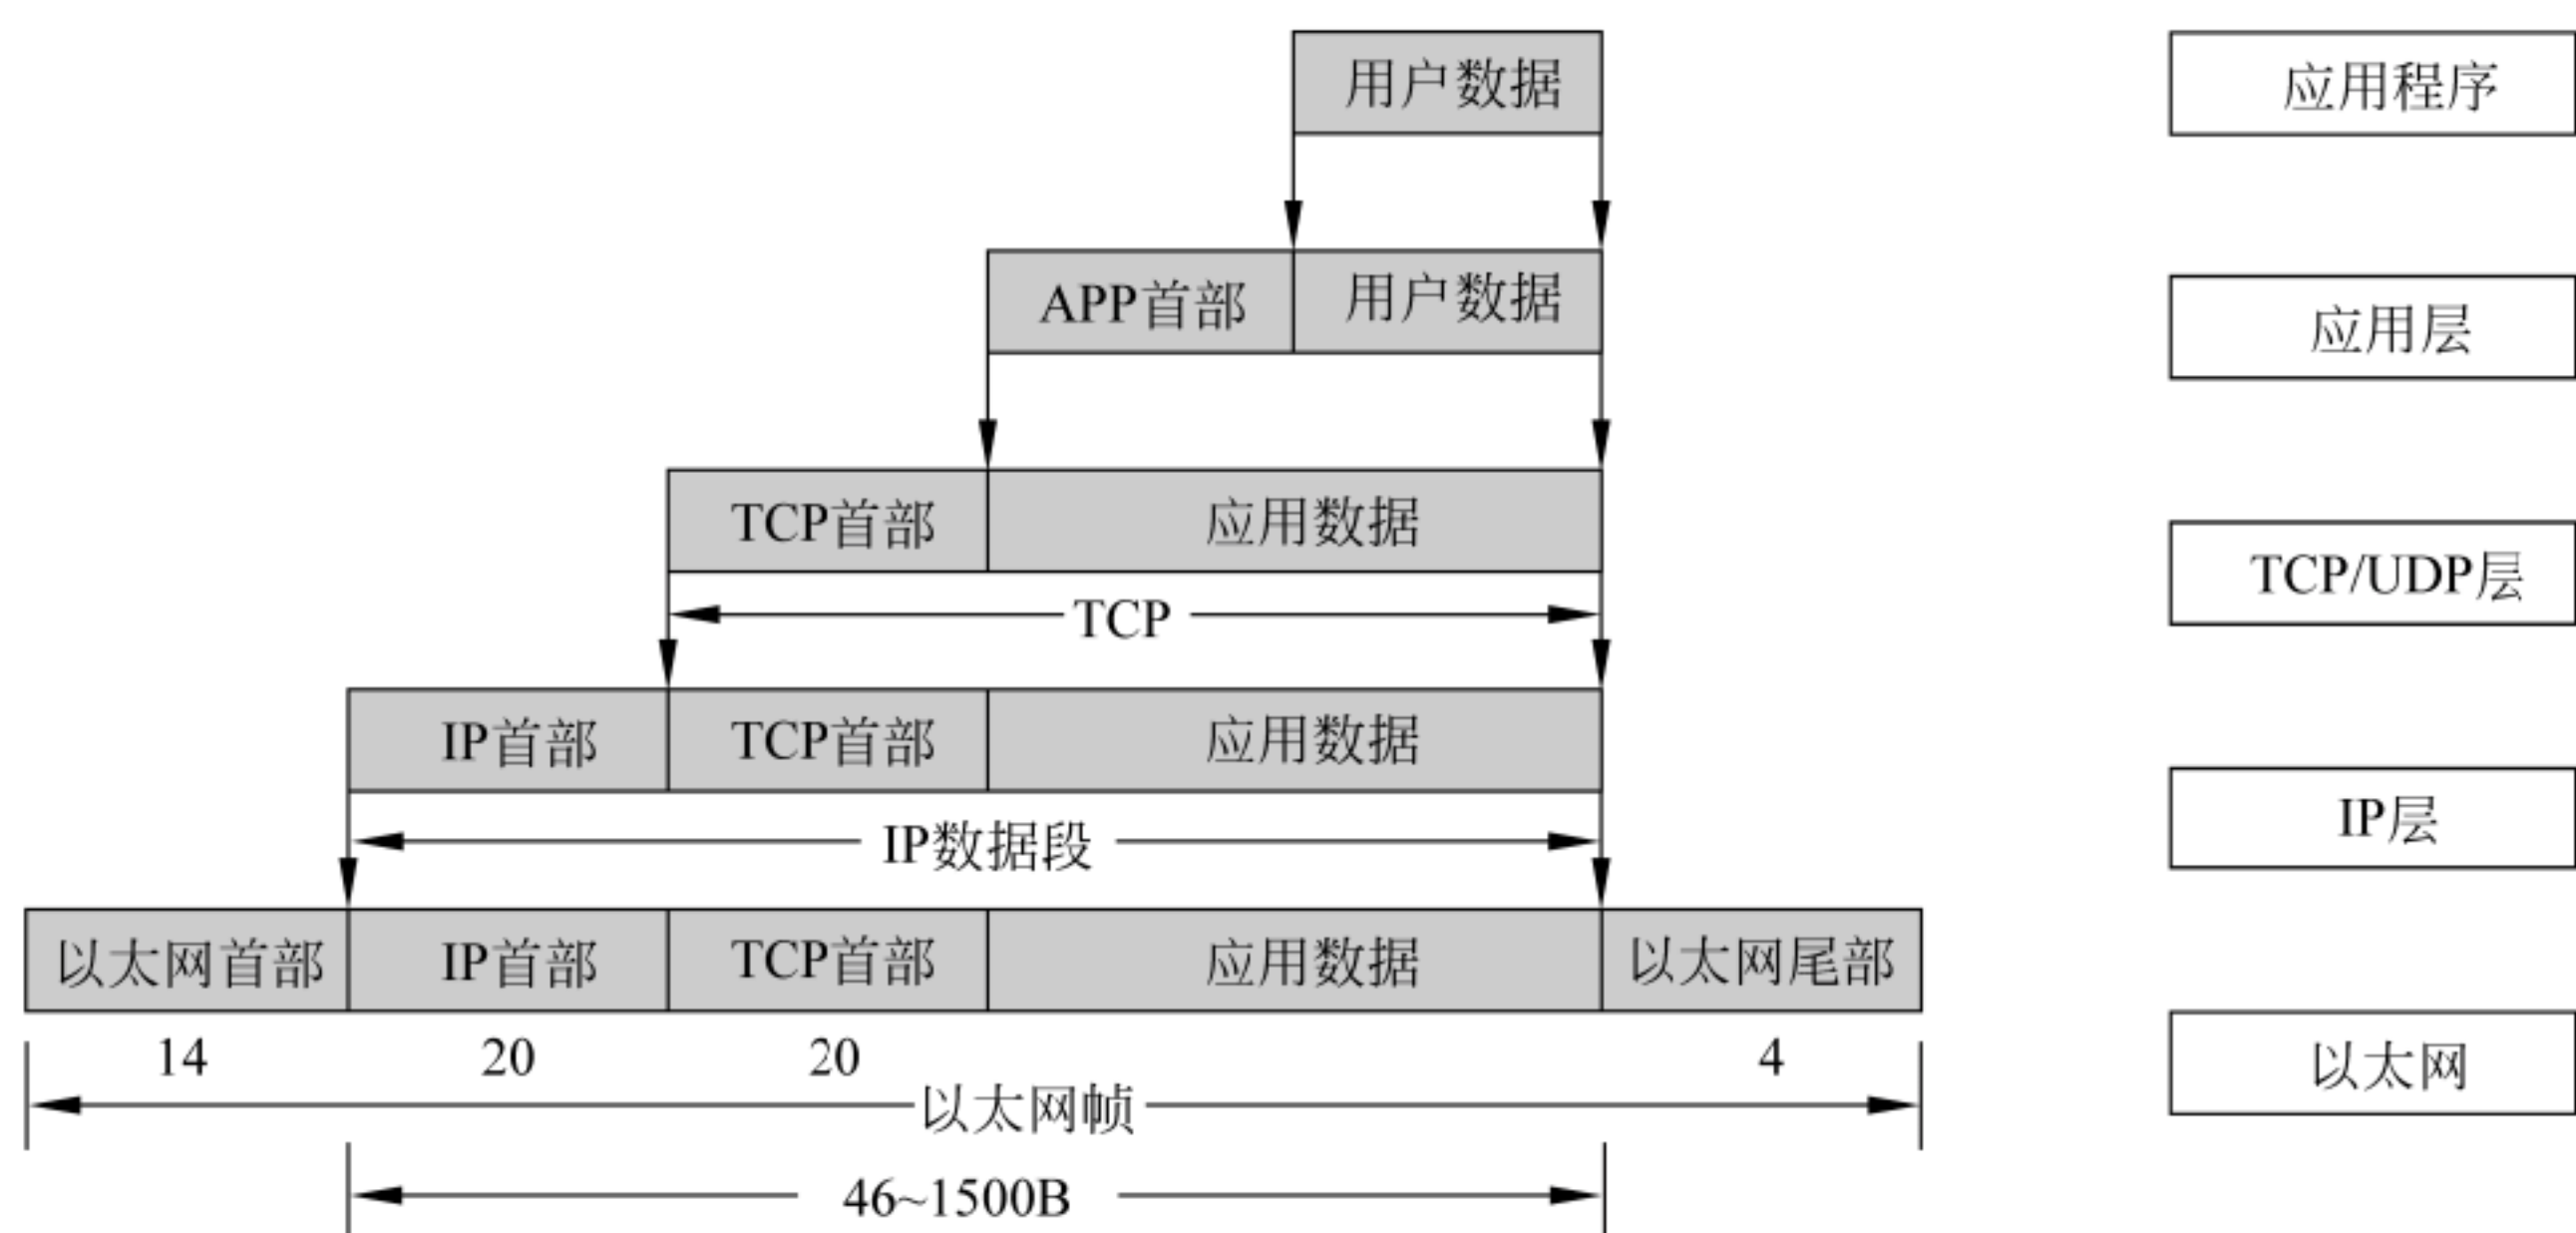 用户数据
应用程序
APP首部 用户数据
应用层
TCP首部 应用数据
TCP/UDP层
TCP
IP首部 TCP首部 应用数据
IP层
IP数据段
以太网首部 IP首部 TCP首部 应用数据 以太网尾部
14 20 20 4
以太网
以太网帧
46~1500B